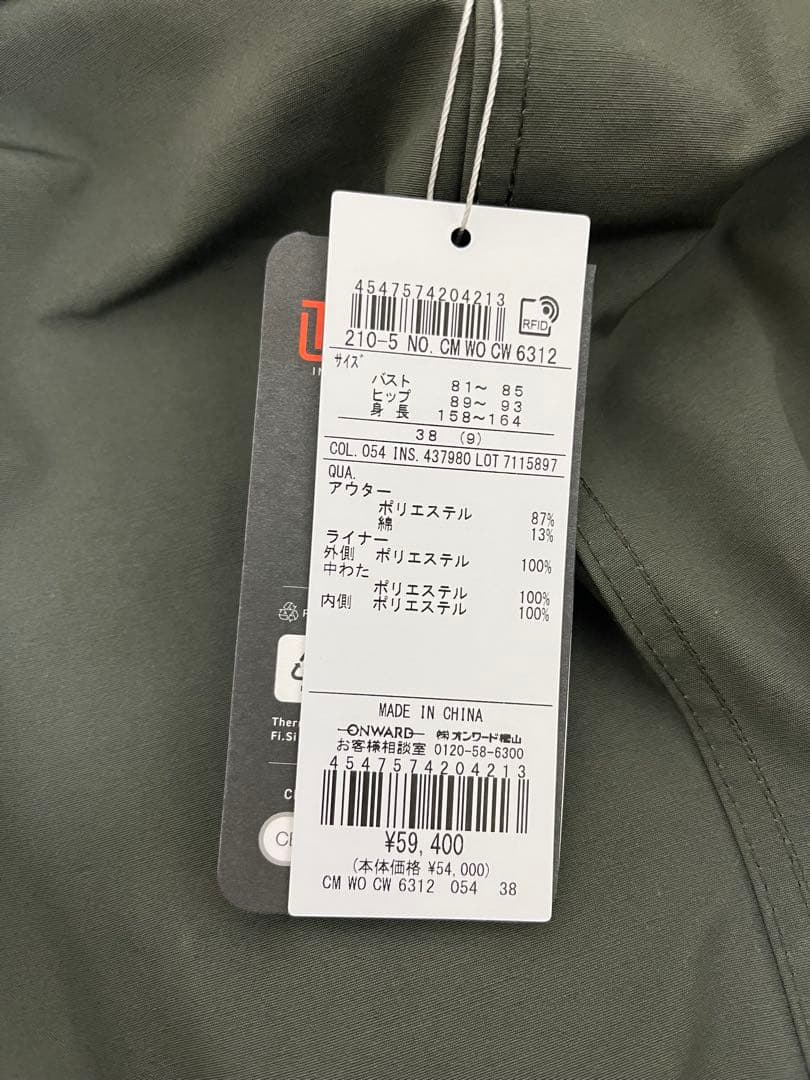 4547574204213
RFID
210-5 NO. CM WO CW 6312
サイズ
バスト 81～ 85
ヒップ 89～ 93
身長 158～164
38 (9)
COL. 054 INS. 437980 LOT 7115897
QUA.
アウター
ポリエステル 87%
綿 13%
ライナー
外側 ポリエステル 100%
中わた
ポリエステル 100%
内側 ポリエステル 100%
MADE IN CHINA
ONWARD ㈱オンワード樫山
お客様相談室 0120-58-6300
4547574204213
¥59,400
(本体価格 ¥54,000)
CM WO CW 6312 054 38
IN
Ther
Fi.Si